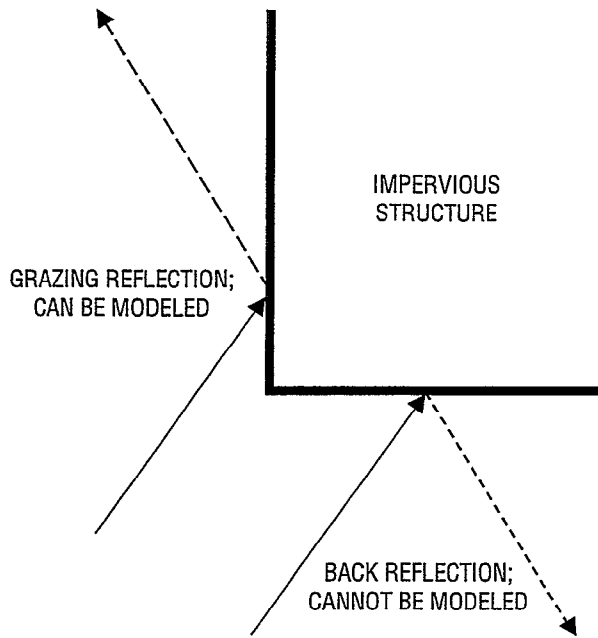 IMPERVIOUS
STRUCTURE
GRAZING REFLECTION;
CAN BE MODELED
BACK REFLECTION;
CANNOT BE MODELED